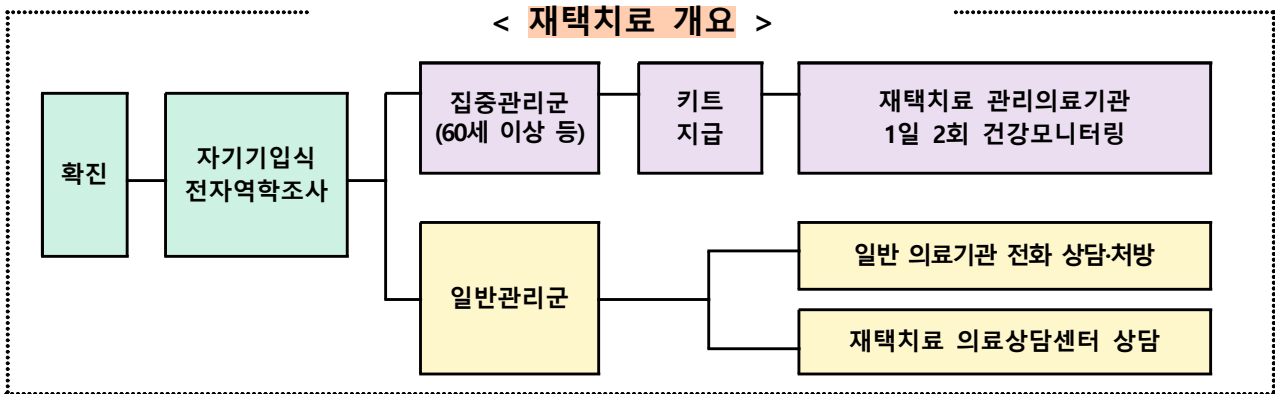 < 재택치료 개요 >
확진
자기기입식
전자역학조사
집중관리군
(60세 이상 등)
키트
지급
재택치료 관리의료기관
1일 2회 건강모니터링
일반관리군
일반 의료기관 전화 상담·처방
재택치료 의료상담센터 상담